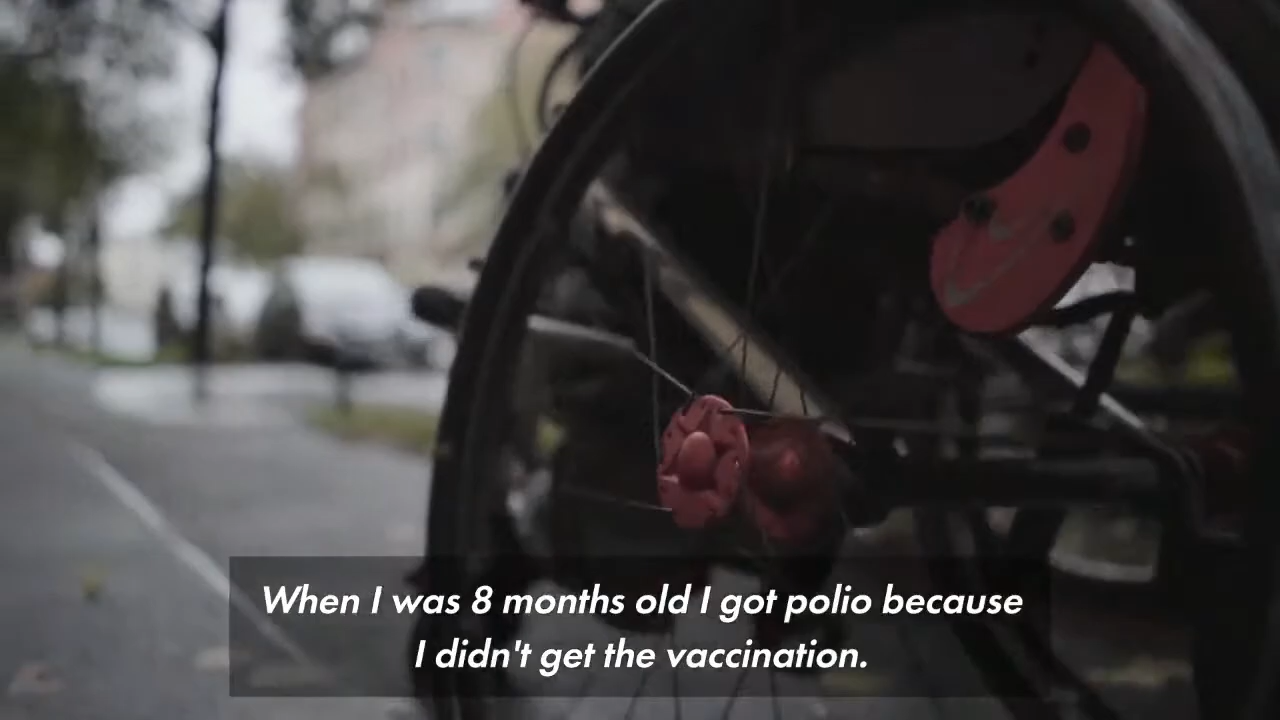 When I was 8 months old I got polio because
I didn't get the vaccination.